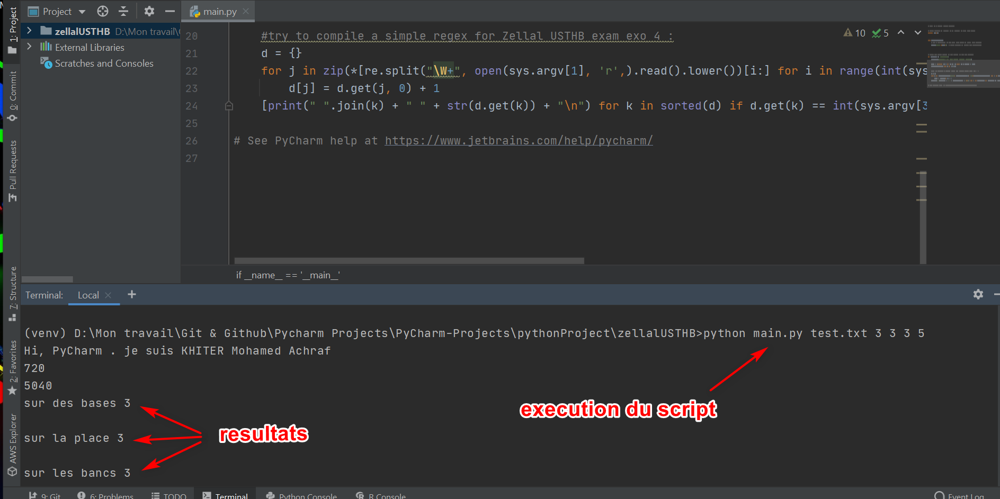 Project
main.py
1: Project
zellalUSTHB D:\Mon travail\
External Libraries
Scratches and Consoles
0: Commit
Pull Requests
7: Structure
2: Favorites
AWS Explorer
10 5
20 #try to compile a simple regex for Zellal USTHB exam exo 4 :
21 d = {}
22 for j in zip(*[re.split("\W+", open(sys.argv[1], 'r',).read().lower())[i:] for i in range(int(sys
23 d[j] = d.get(j, 0) + 1
24 [print(" ".join(k) + " " + str(d.get(k)) + "\n") for k in sorted(d) if d.get(k) == int(sys.argv[3
25
26 # See PyCharm help at https://www.jetbrains.com/help/pycharm/
27
if __name__ == '__main__'
Terminal: Local
(venv) D:\Mon travail\Git & Github\Pycharm Projects\PyCharm-Projects\pythonProject\zellalUSTHB>python main.py test.txt 3 3 3 5
Hi, PyCharm . je suis KHITER Mohamed Achraf
720
5040
sur des bases 3
execution du script
resultats
sur la place 3
sur les bancs 3
9: Git 6: Problems TODO Terminal Python Console R Console Event Log